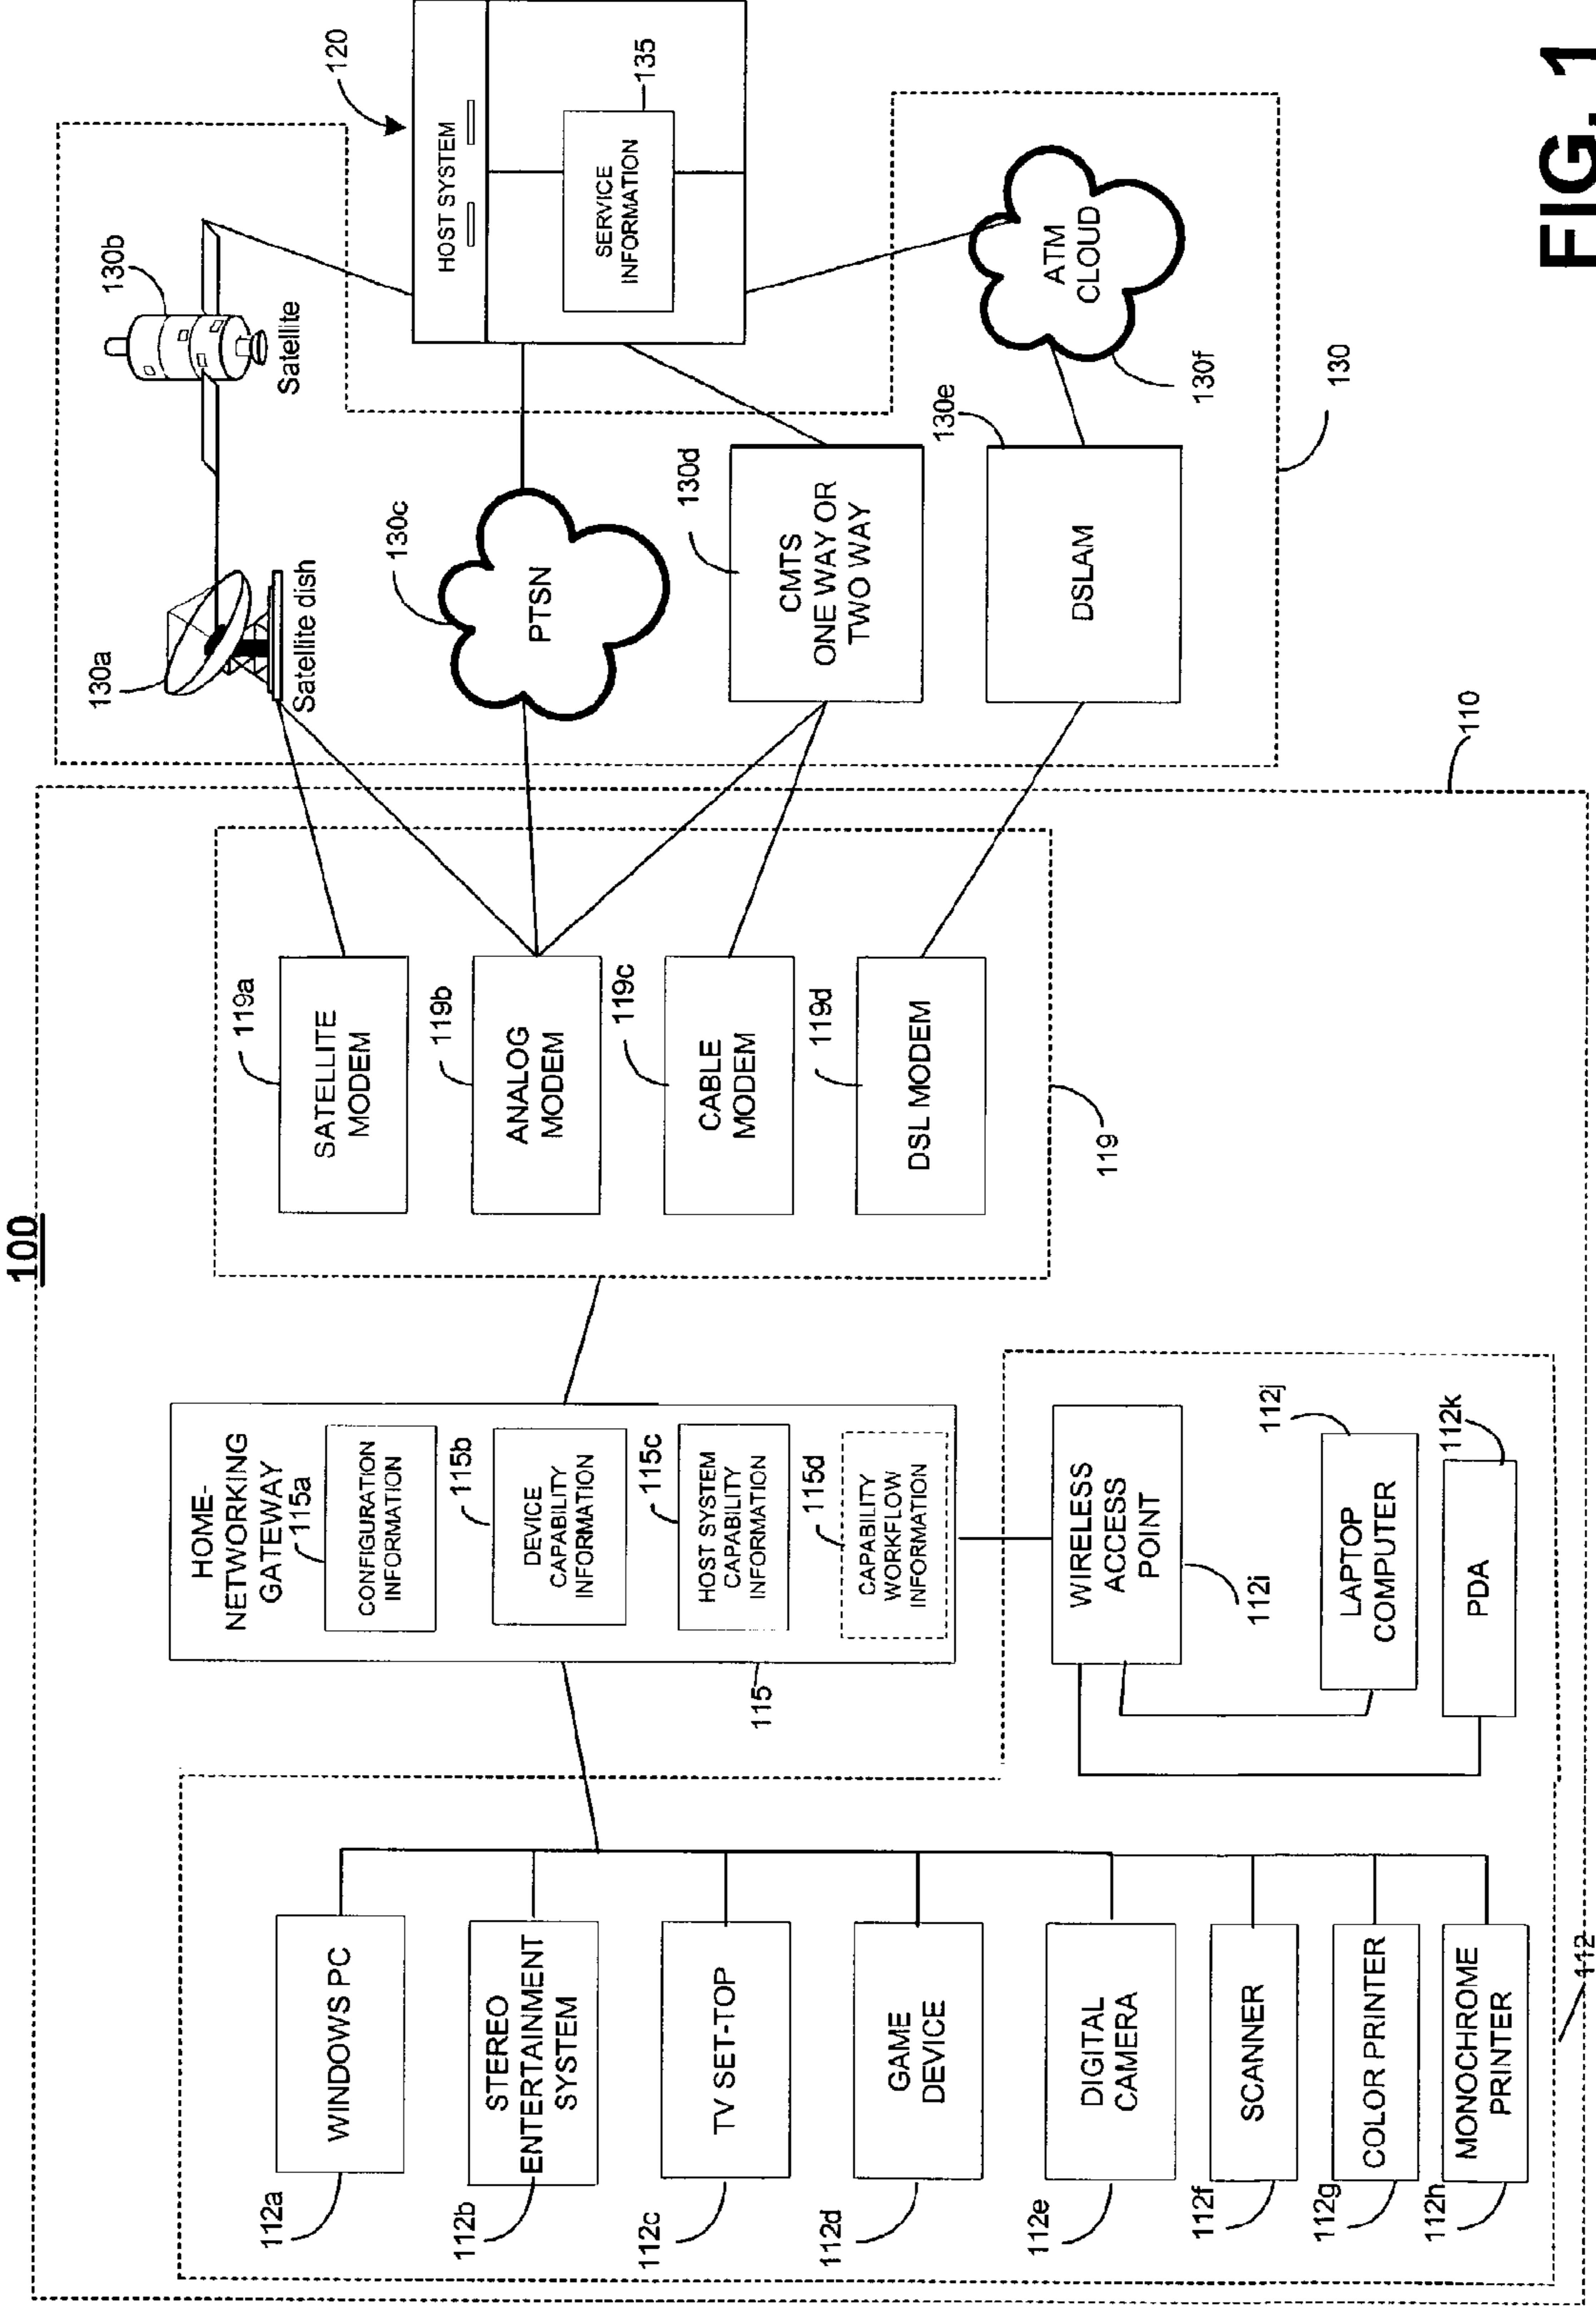 100
112a
WINDOWS PC
112b
STEREO
ENTERTAINMENT
SYSTEM
112c
TV SET-TOP
112d
GAME
DEVICE
112e
DIGITAL
CAMERA
112f
SCANNER
112g
COLOR PRINTER
112h
MONOCHROME
PRINTER
112
HOME-
NETWORKING
GATEWAY
115a
CONFIGURATION
INFORMATION
115b
DEVICE
CAPABILITY
INFORMATION
115c
HOST SYSTEM
CAPABILITY
INFORMATION
115d
CAPABILITY
WORKFLOW
INFORMATION
115
WIRELESS
ACCESS
POINT
112i
112j
LAPTOP
COMPUTER
112k
PDA
119a
SATELLITE
MODEM
119b
ANALOG
MODEM
119c
CABLE
MODEM
119d
DSL MODEM
119
110
130a
Satellite dish
130b
Satellite
130c
PTSN
130d
CMTS
ONE WAY OR
TWO WAY
130e
DSLAM
130f
ATM
CLOUD
130
120
HOST SYSTEM
SERVICE
INFORMATION
135
FIG. 1